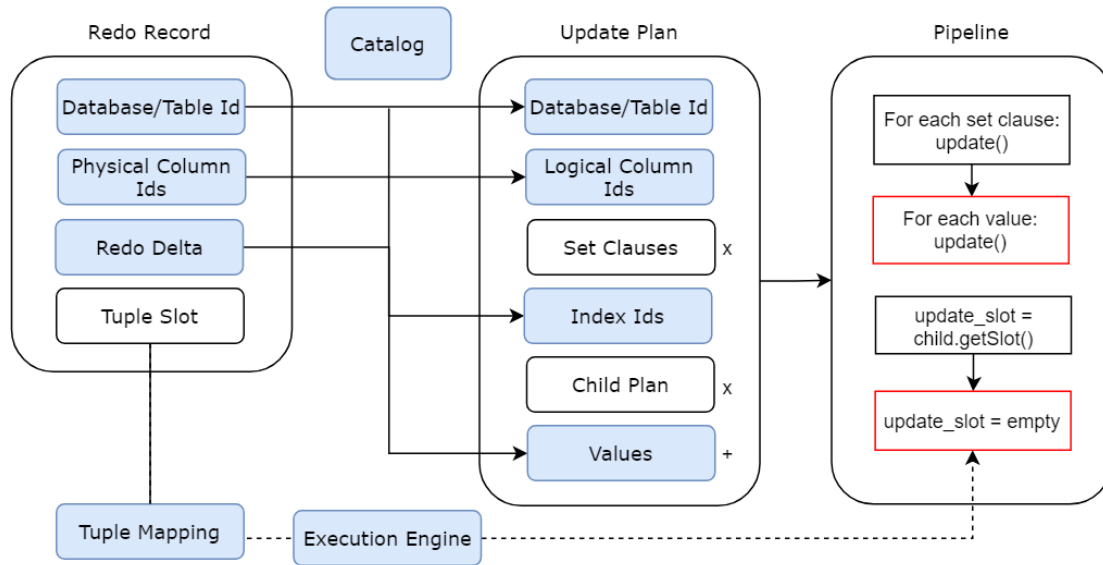 Redo Record
Catalog
Update Plan
Pipeline
Database/Table Id
Physical Column
Ids
Redo Delta
Tuple Slot
Database/Table Id
Logical Column
Ids
Set Clauses
x
Index Ids
Child Plan
x
Values
+
For each set clause:
update()
For each value:
update()
update_slot =
child.getSlot()
update_slot = empty
Tuple Mapping
Execution Engine